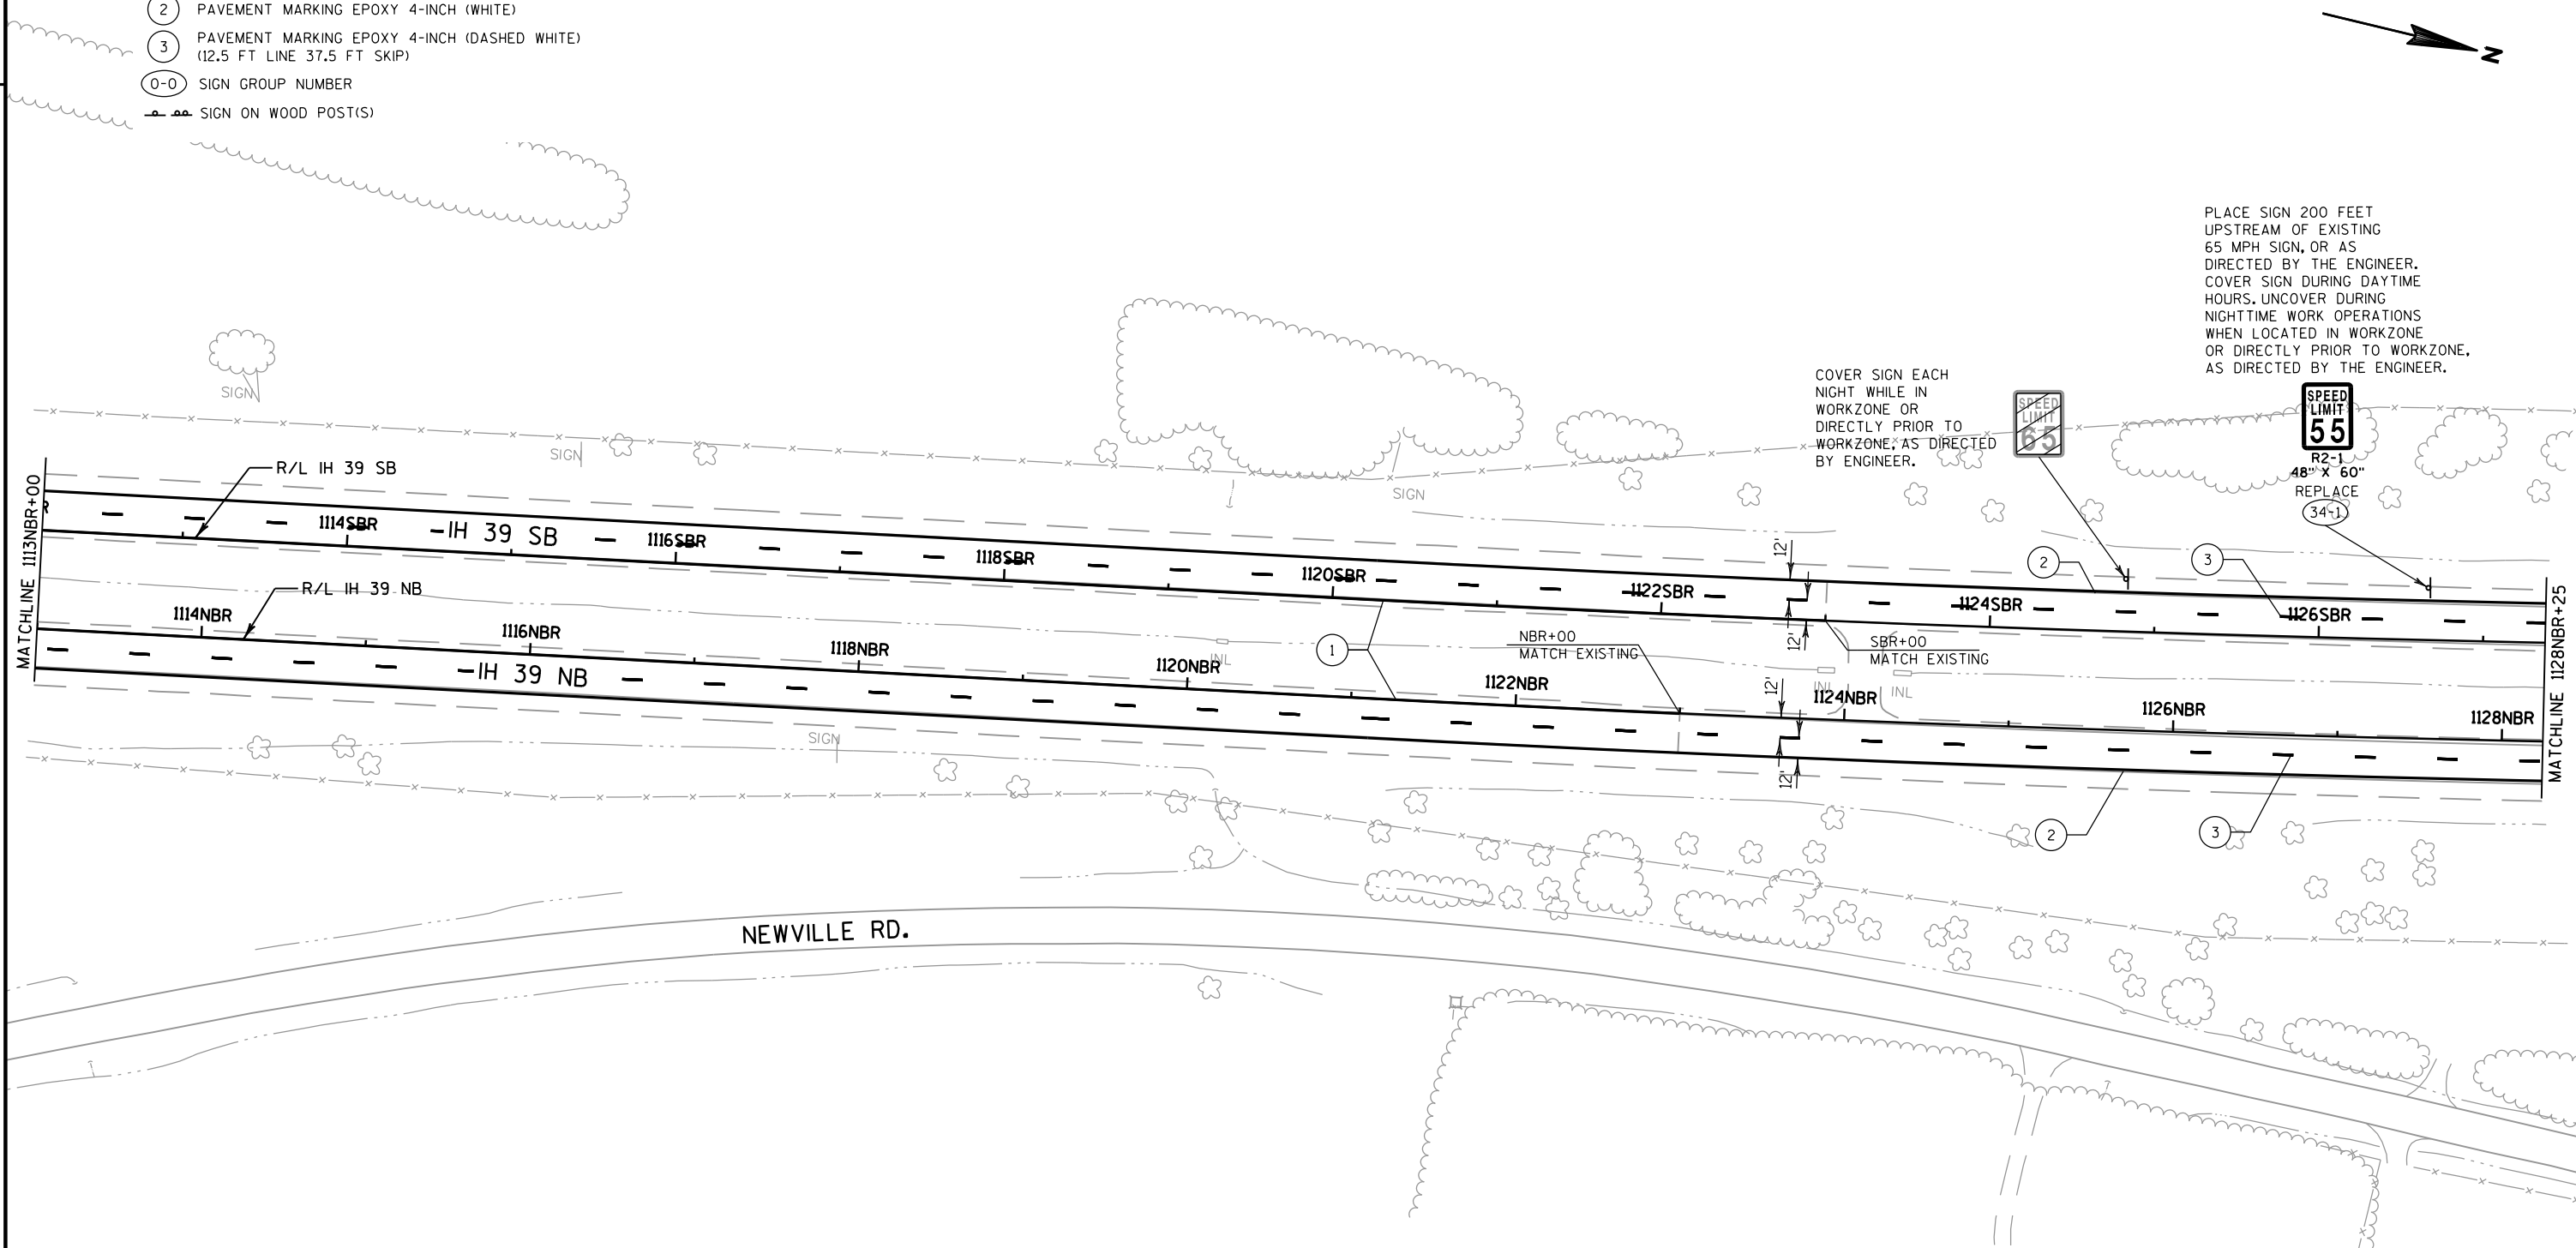 2 PAVEMENT MARKING EPOXY 4-INCH (WHITE)
3 PAVEMENT MARKING EPOXY 4-INCH (DASHED WHITE)
(12.5 FT LINE 37.5 FT SKIP)
0-0 SIGN GROUP NUMBER
SIGN ON WOOD POST(S)
N
PLACE SIGN 200 FEET
UPSTREAM OF EXISTING
65 MPH SIGN, OR AS
DIRECTED BY THE ENGINEER.
COVER SIGN DURING DAYTIME
HOURS. UNCOVER DURING
NIGHTTIME WORK OPERATIONS
WHEN LOCATED IN WORKZONE
OR DIRECTLY PRIOR TO WORKZONE,
AS DIRECTED BY THE ENGINEER.
COVER SIGN EACH
NIGHT WHILE IN
WORKZONE OR
DIRECTLY PRIOR TO
WORKZONE, AS DIRECTED
BY ENGINEER.
SPEED
LIMIT
65
SPEED
LIMIT
55
R2-1
48" X 60"
REPLACE
34-1
SIGN
SIGN
SIGN
MATCHLINE 1113NBR+00
R/L IH 39 SB
R
1114SBR
IH 39 SB
1116SBR
1118SBR
1120SBR
1122SBR
12'
12'
2
3
1124SBR
1126SBR
MATCHLINE 1128NBR+25
R/L IH 39 NB
1
NBR+00
MATCH EXISTING
SBR+00
MATCH EXISTING
INL
INL
INL
1114NBR
1116NBR
1118NBR
1120NBR
1122NBR
1124NBR
1126NBR
1128NBR
IH 39 NB
12'
12'
SIGN
2
3
NEWVILLE RD.